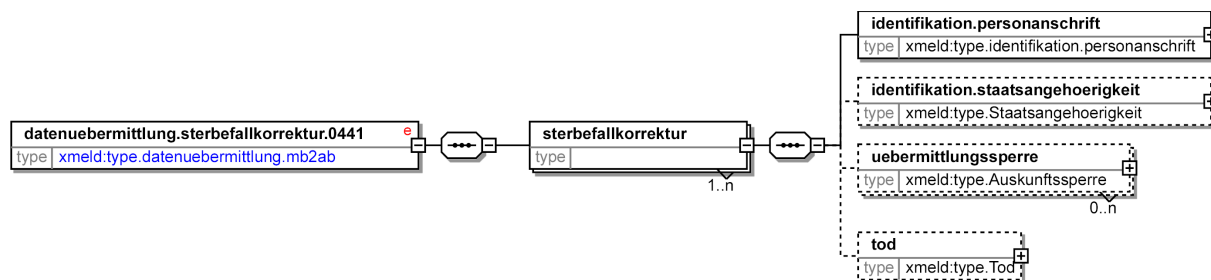 datenuebermittlung.sterbefallkorrektur.0441 e
type xmeld:type.datenuebermittlung.mb2ab
sterbefallkorrektur
type
1..n
identifikation.personanschrift
type xmeld:type.identifikation.personanschrift
identifikation.staatsangehoerigkeit
type xmeld:type.Staatsangehoerigkeit
uebermittlungssperre
type xmeld:type.Auskunftssperre
0..n
tod
type xmeld:type.Tod